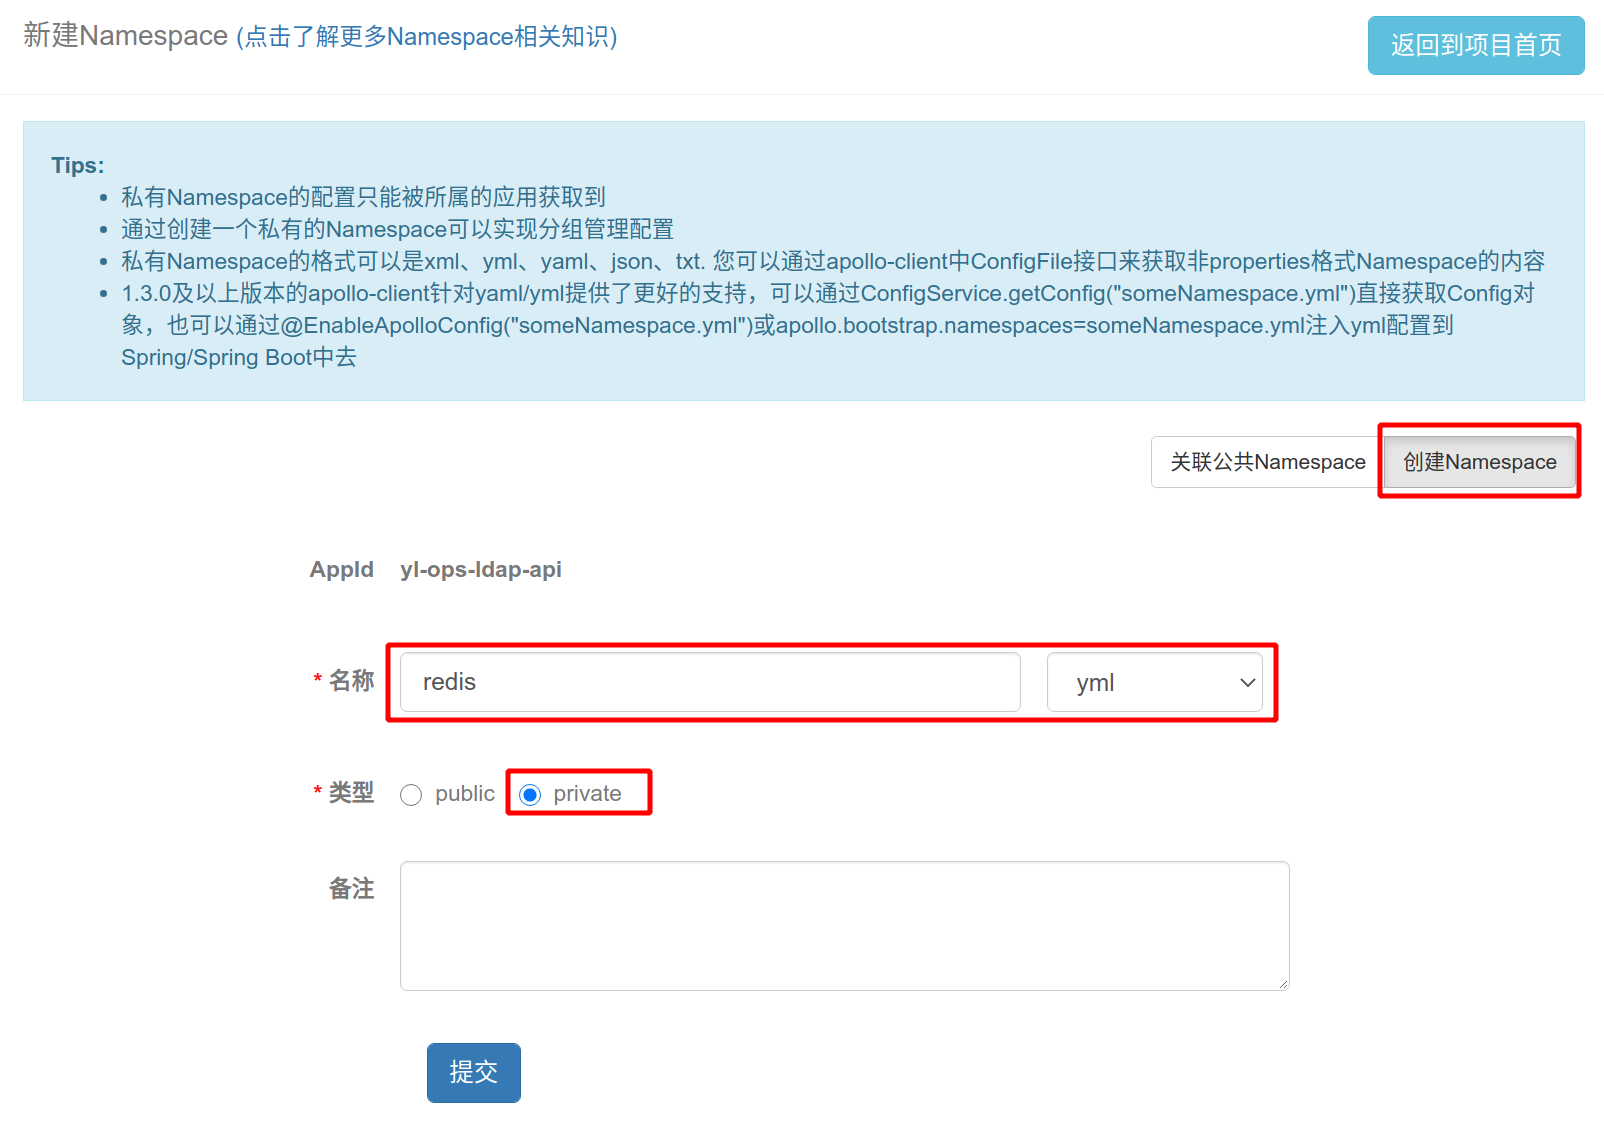 新建Namespace (点击了解更多Namespace相关知识)
返回到项目首页
Tips:
私有Namespace的配置只能被所属的应用获取到
通过创建一个私有的Namespace可以实现分组管理配置
私有Namespace的格式可以是xml、yml、yaml、json、txt. 您可以通过apollo-client中ConfigFile接口来获取非properties格式Namespace的内容
1.3.0及以上版本的apollo-client针对yaml/yml提供了更好的支持，可以通过ConfigService.getConfig("someNamespace.yml")直接获取Config对
象，也可以通过@EnableApolloConfig("someNamespace.yml")或apollo.bootstrap.namespaces=someNamespace.yml注入yml配置到
Spring/Spring Boot中去
关联公共Namespace 创建Namespace
AppId yl-ops-ldap-api
* 名称 redis yml
* 类型 public private
备注
提交